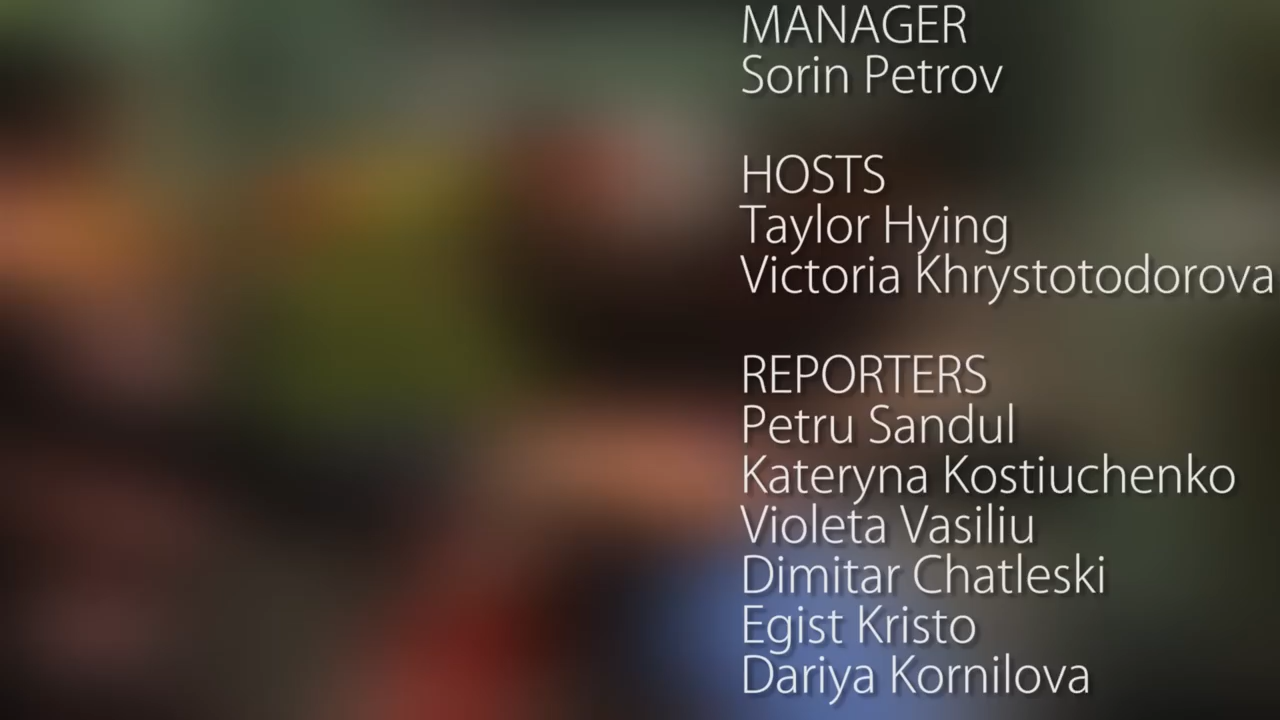 MANAGER
Sorin Petrov
HOSTS
Taylor Hying
Victoria Khrystotodorova
REPORTERS
Petru Sandul
Kateryna Kostiuchenko
Violeta Vasiliu
Dimitar Chatleski
Egist Kristo
Dariya Kornilova